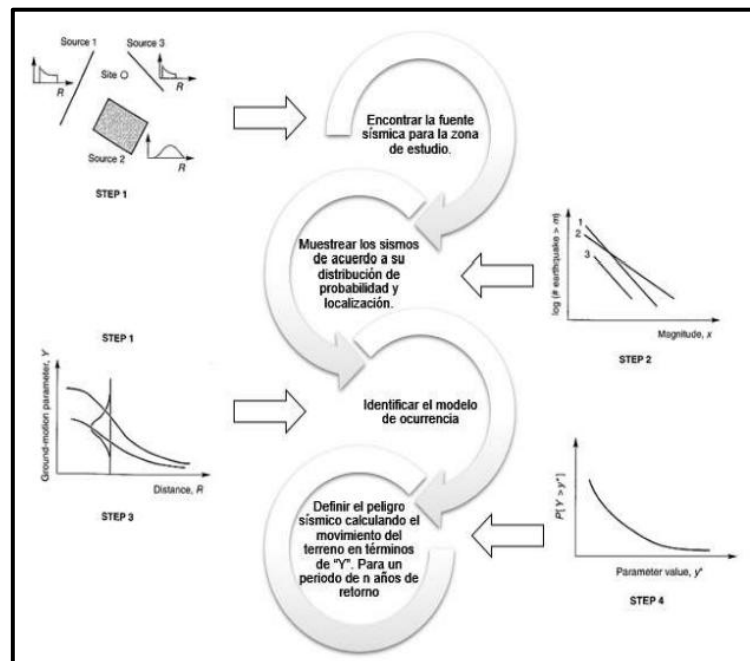 Source 1
Source 3
Site
R
R
Source 2
R
STEP 1
Encontrar la fuente
sísmica para la zona
de estudio.
Muestrear los sismos
de acuerdo a su
distribución de
probabilidad y
localización.
log (# earthquake > m)
1
2
3
Magnitude, x
STEP 2
STEP 1
Ground-motion parameter, Y
Distance, R
STEP 3
Identificar el modelo
de ocurrencia
Definir el peligro
sísmico calculando el
movimiento del
terreno en términos
de "Y". Para un
periodo de n años de
retorno
P[Y > y*]
Parameter value, y*
STEP 4